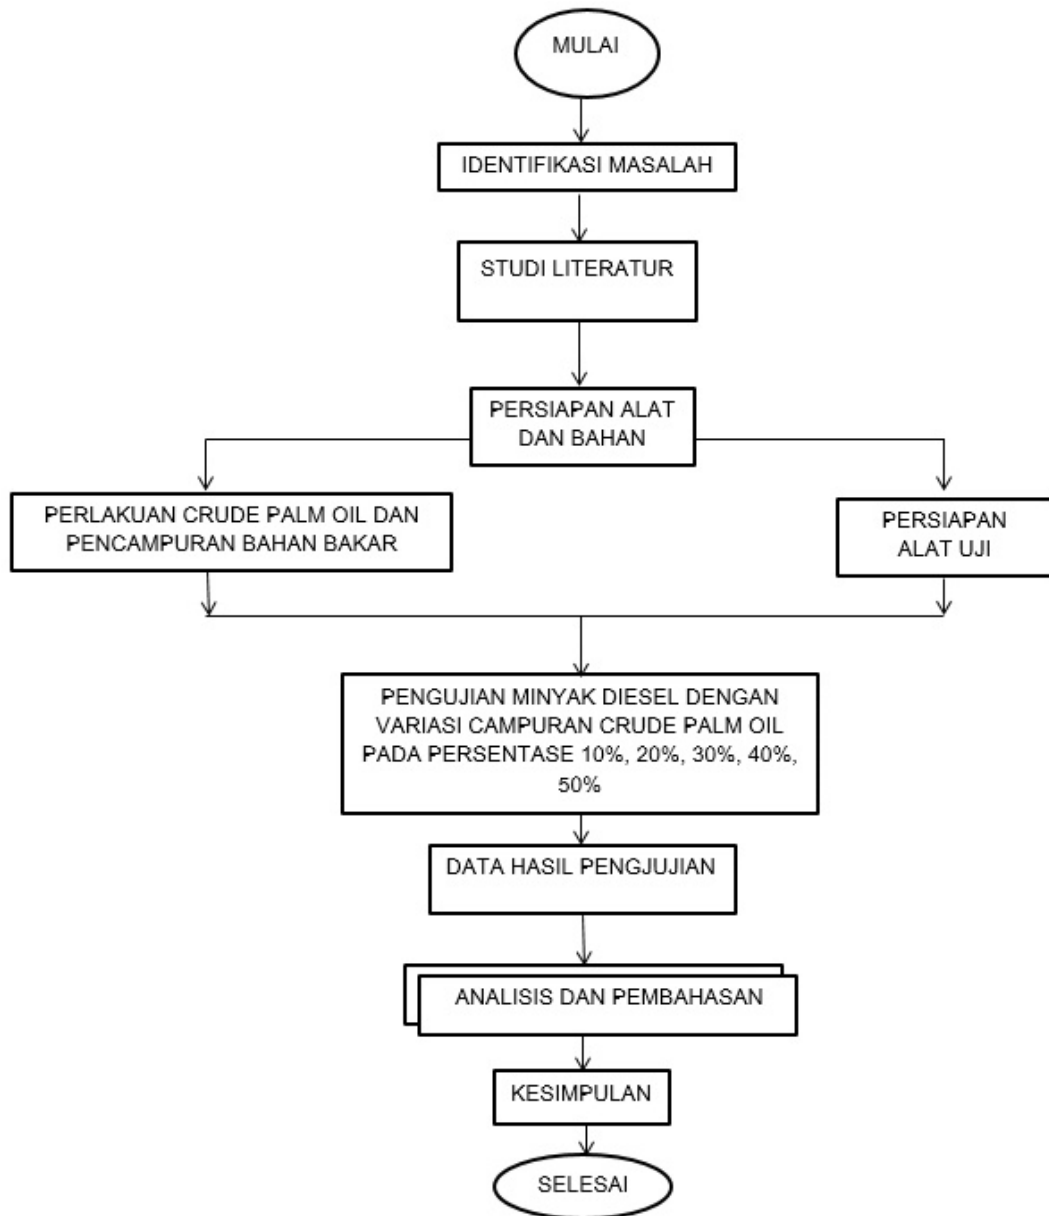 MULAI
IDENTIFIKASI MASALAH
STUDI LITERATUR
PERSIAPAN ALAT
DAN BAHAN
PERLAKUAN CRUDE PALM OIL DAN
PENCAMPURAN BAHAN BAKAR
PERSIAPAN
ALAT UJI
PENGUJIAN MINYAK DIESEL DENGAN
VARIASI CAMPURAN CRUDE PALM OIL
PADA PERSENTASE 10%, 20%, 30%, 40%,
50%
DATA HASIL PENGJUJIAN
ANALISIS DAN PEMBAHASAN
KESIMPULAN
SELESAI